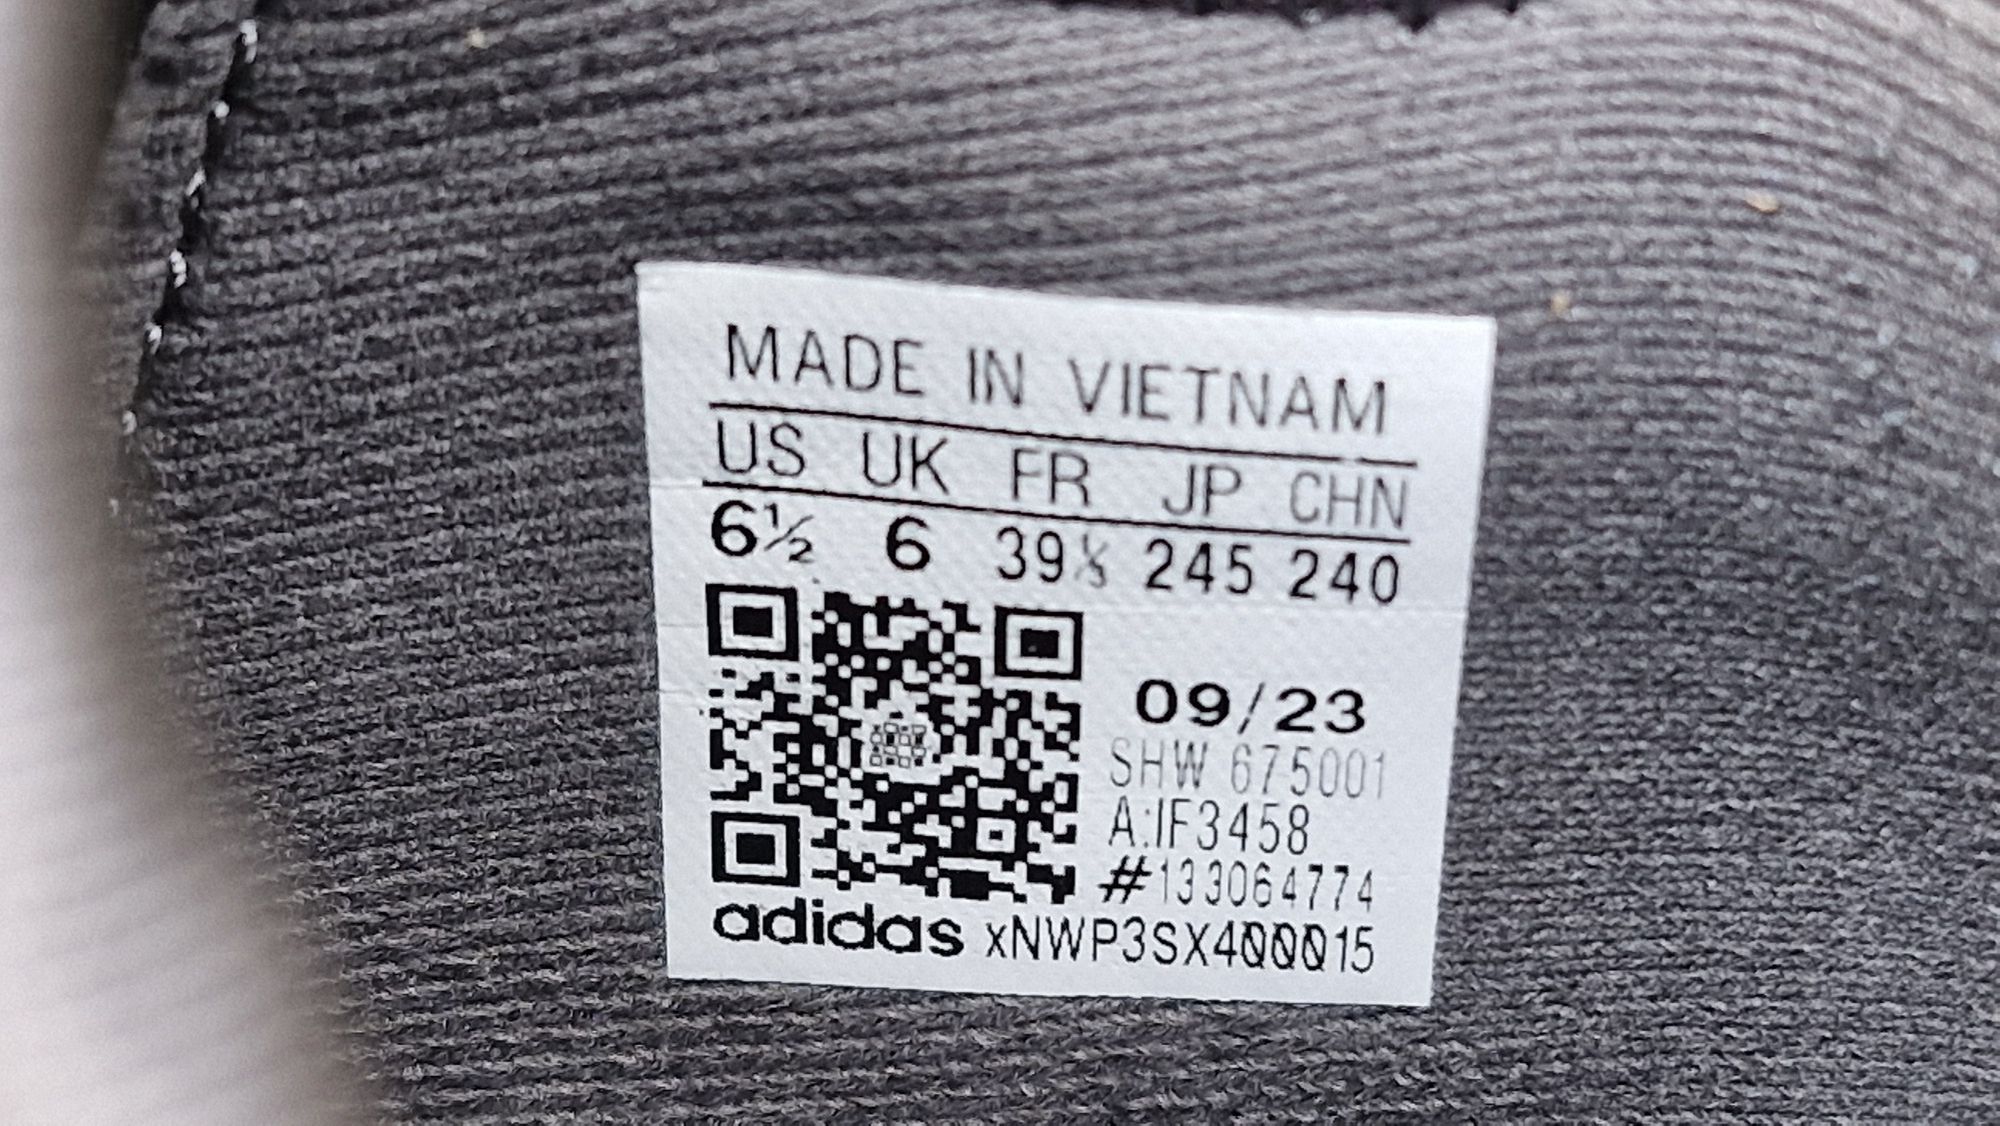 MADE IN VIETNAM
US UK FR JP CHN
6½ 6 39⅓ 245 240
09/23
SHW 675001
A:IF3458
#133064774
adidas xNWP3SX400015